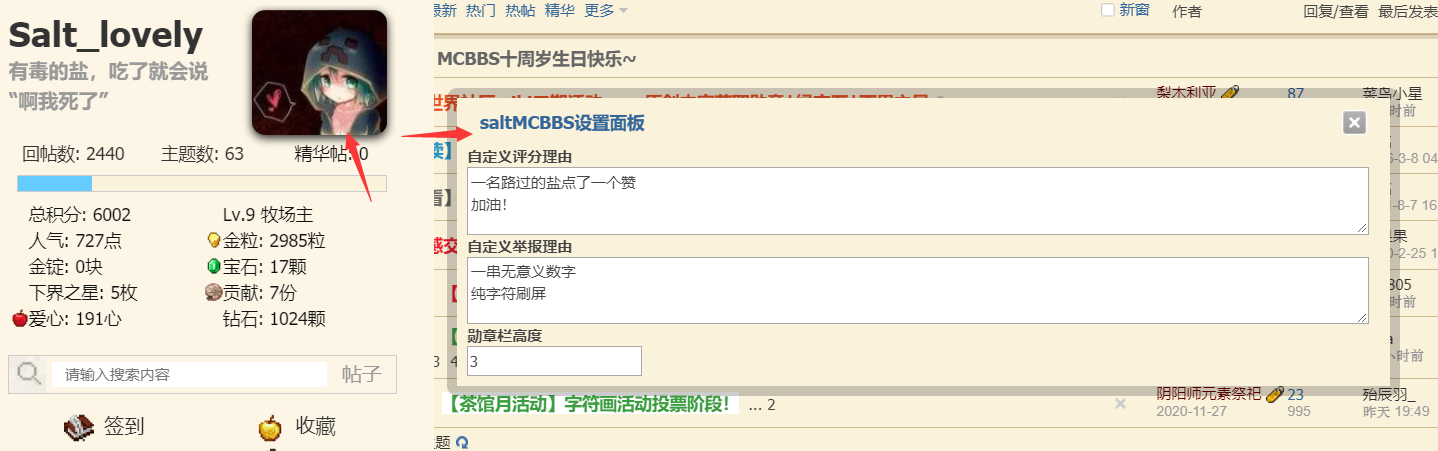 Salt_lovely
有毒的盐，吃了就会说
“啊我死了”
回帖数: 2440 主题数: 63 精华帖: 0
总积分: 6002 Lv.9 牧场主
人气: 727点 金粒: 2985粒
金锭: 0块 宝石: 17颗
下界之星: 5枚 贡献: 7份
爱心: 191心 钻石: 1024颗
请输入搜索内容 帖子
签到 收藏
最新 热门 热帖 精华 更多 新窗 作者 回复/查看 最后发表
MCBBS十周岁生日快乐~
梨木利亚 87 菜鸟小星
时前
saltMCBBS设置面板
自定义评分理由
一名路过的盐点了一个赞
加油!
自定义举报理由
一串无意义数字
纯字符刷屏
勋章栏高度
3
【茶馆月活动】字符画活动投票阶段! ... 2
阴阳师元素祭祀 23
2020-11-27 995
殆辰羽_
昨天 19:49